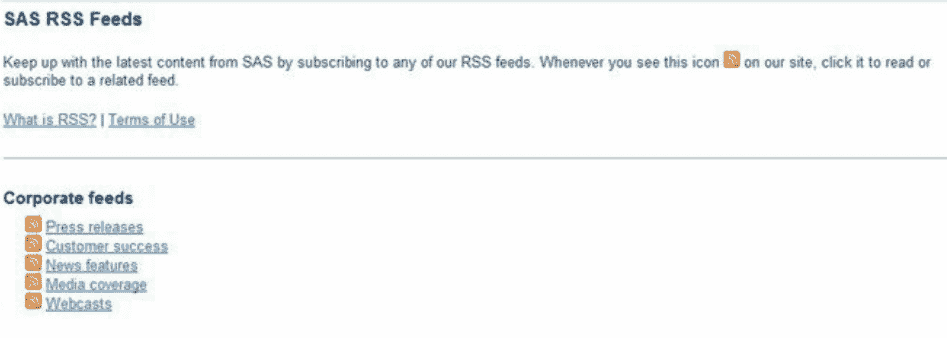 SAS RSS Feeds
Keep up with the latest content from SAS by subscribing to any of our RSS feeds. Whenever you see this icon on our site, click it to read or
subscribe to a related feed.
What is RSS? | Terms of Use
Corporate feeds
Press releases
Customer success
News features
Media coverage
Webcasts